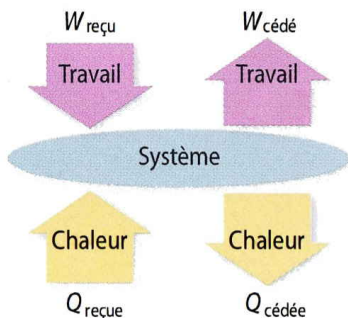 W reçu
W cédé
Travail
Travail
Système
Chaleur
Chaleur
Q reçue
Q cédée